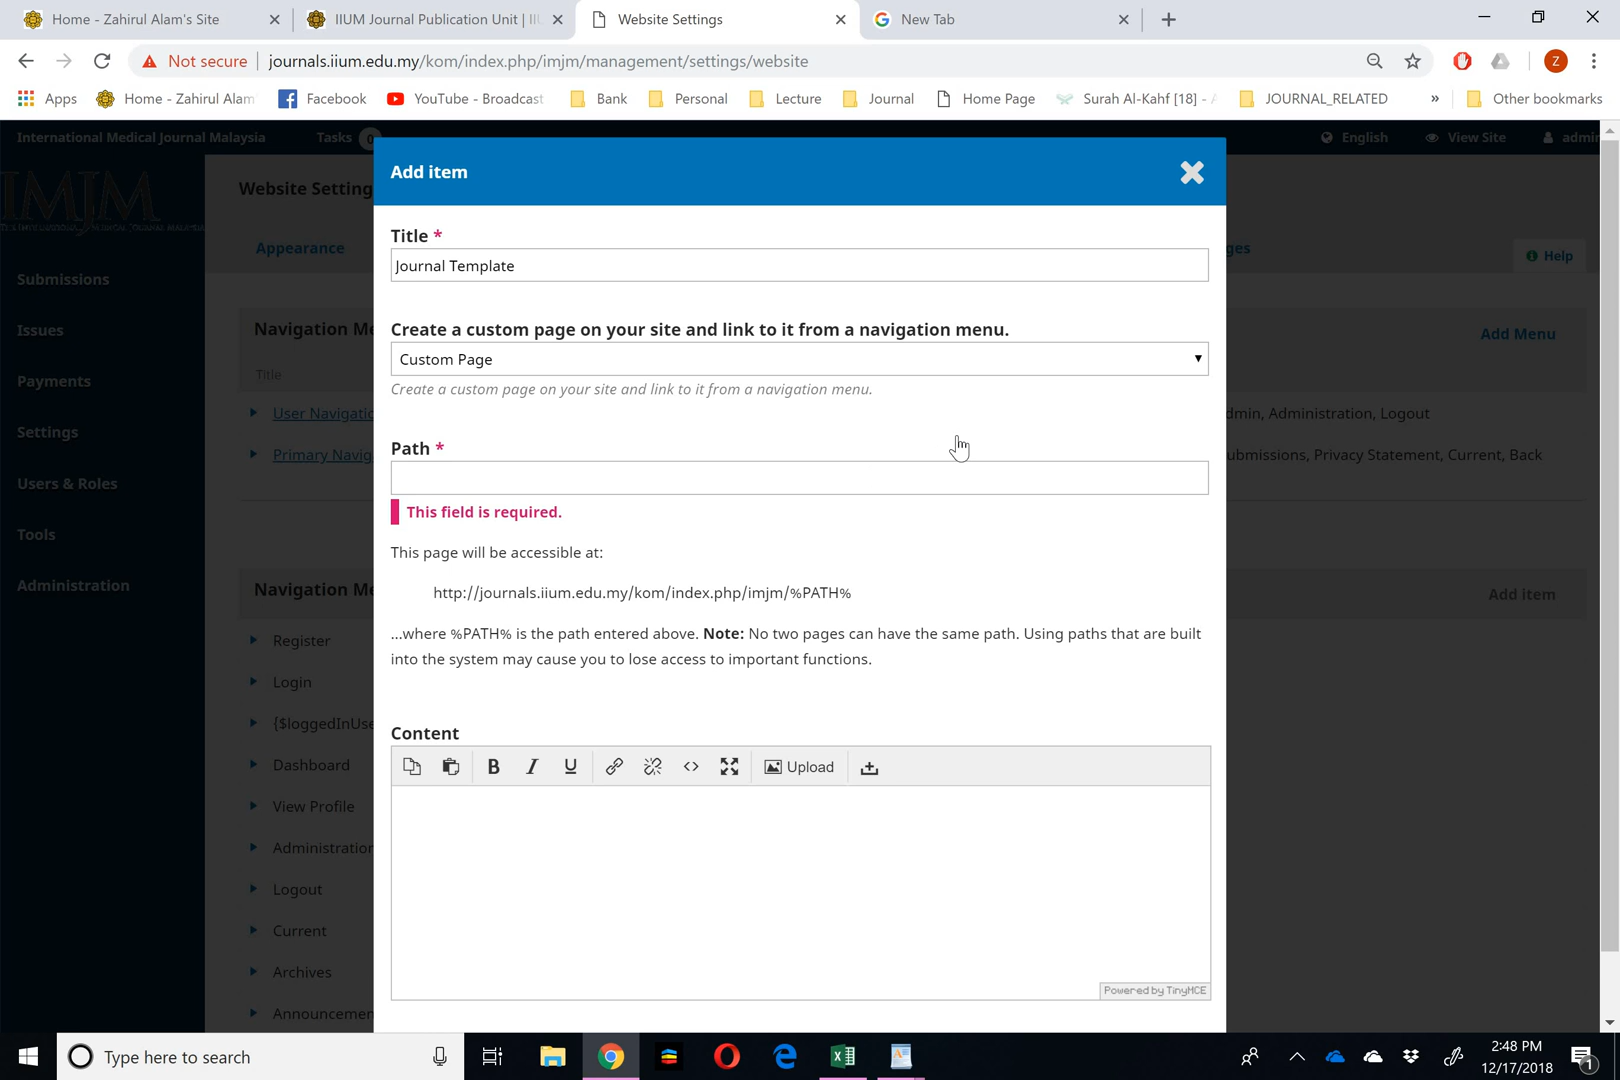 Home - Zahirul Alam's Site
IIUM Journal Publication Unit | IIU
Website Settings
New Tab
Not secure
journals.iium.edu.my/kom/index.php/imjm/management/settings/website
Z
Apps
Home - Zahirul Alam
Facebook
YouTube - Broadcast
Bank
Personal
Lecture
Journal
Home Page
Surah Al-Kahf [18] - A
JOURNAL_RELATED
»
Other bookmarks
International Medical Journal Malaysia
Tasks 0
English
View Site
admin
IMJM
Website Setting
Add item
Appearance
ges
Help
Submissions
Issues
Payments
Settings
Users & Roles
Tools
Administration
Title *
Journal Template
Create a custom page on your site and link to it from a navigation menu.
Custom Page
Create a custom page on your site and link to it from a navigation menu.
Path *
This field is required.
This page will be accessible at:
http://journals.iium.edu.my/kom/index.php/imjm/%PATH%
...where %PATH% is the path entered above. Note: No two pages can have the same path. Using paths that are built
into the system may cause you to lose access to important functions.
Content
B I U
Upload
Powered by TinyMCE
Navigation Me
Add Menu
Title
User Navigatio
dmin, Administration, Logout
Primary Navig
ubmissions, Privacy Statement, Current, Back
Navigation Me
Add item
Register
Login
{$loggedInUse
Dashboard
View Profile
Administration
Logout
Current
Archives
Announcemen
Type here to search
2:48 PM
12/17/2018
1